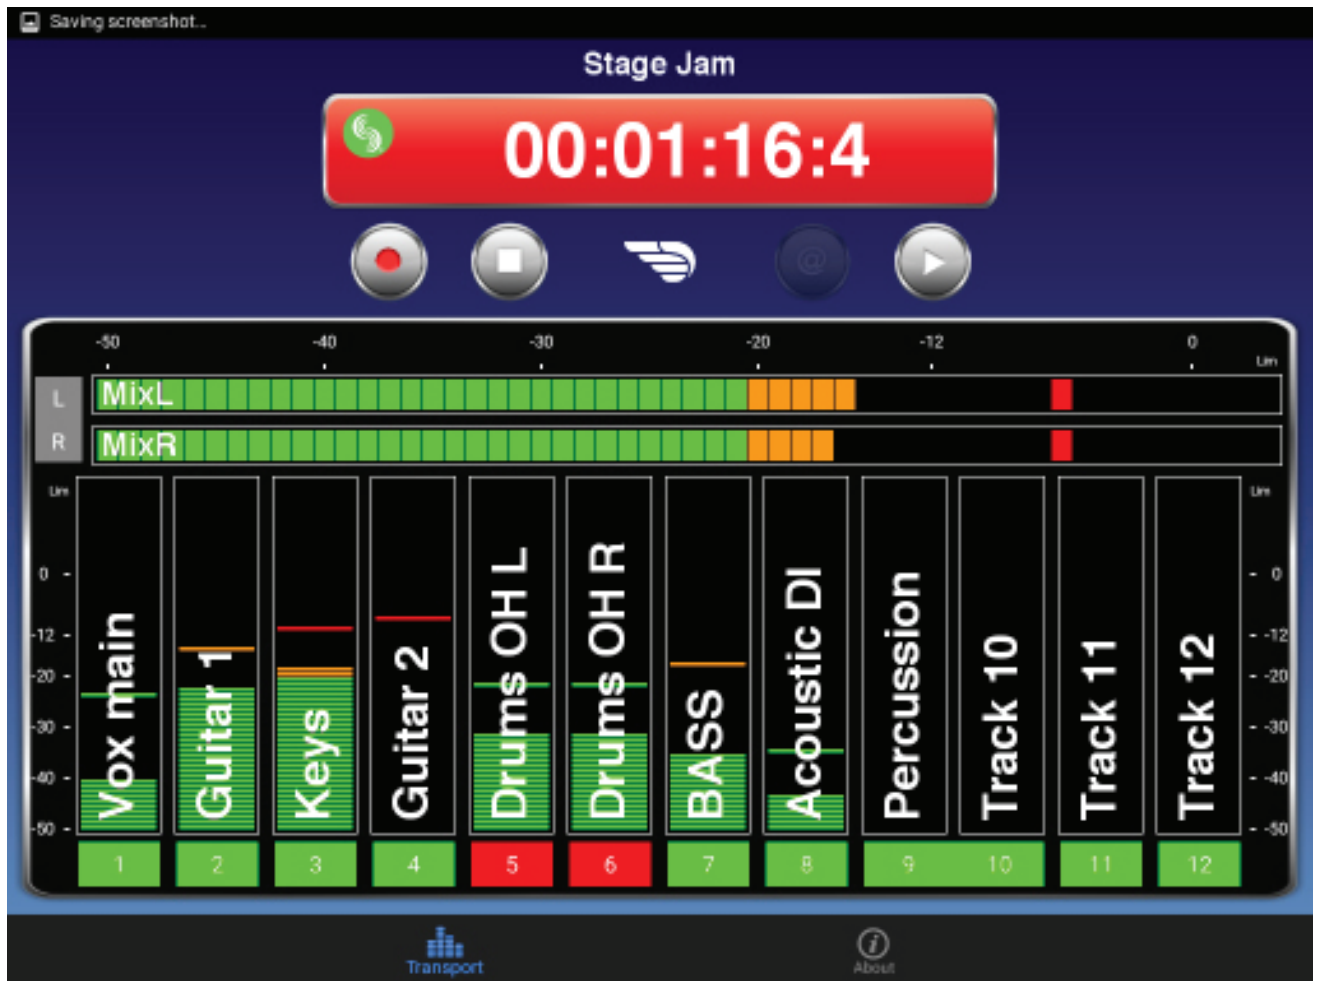 Saving screenshot...
Stage Jam
00:01:16:4
@
-50 -40 -30 -20 -12 0
Lim
L MixL
R MixR
Lim Lim
0 0
-12 -12
-20 -20
-30 -30
-40 -40
-50 -50
Vox main
Guitar 1
Keys
Guitar 2
Drums OH L
Drums OH R
BASS
Acoustic DI
Percussion
Track 10
Track 11
Track 12
1 2 3 4 5 6 7 8 9 10 11 12
Transport About